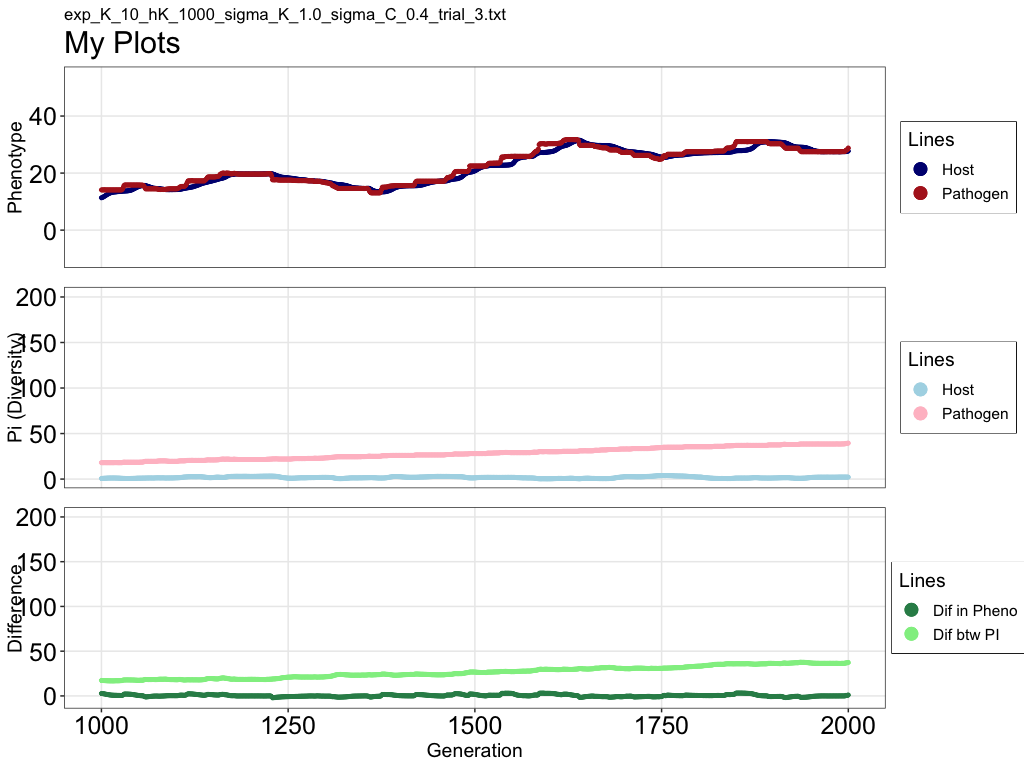 exp_K_10_hK_1000_sigma_K_1.0_sigma_C_0.4_trial_3.txt
My Plots
Phenotype
40
20
0
Lines
Host
Pathogen
Pi (Diversity)
200
150
100
50
0
Lines
Host
Pathogen
Difference
200
150
100
50
0
Lines
Dif in Pheno
Dif btw PI
1000
1250
1500
1750
2000
Generation